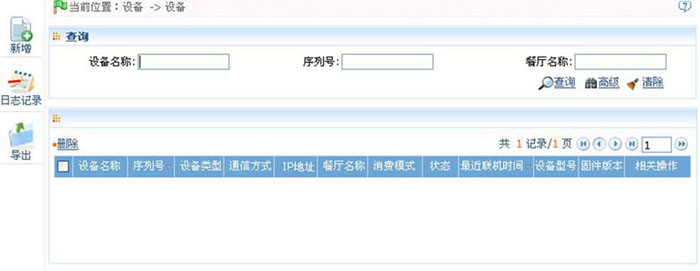 当前位置：设备 -> 设备
新增
日志记录
导出
查询
设备名称: 序列号: 餐厅名称:
查询 高级 清除
删除 共 1 记录/1 页 1
设备名称 序列号 设备类型 通信方式 IP地址 餐厅名称 消费模式 状态 最近联机时间 设备型号 固件版本 相关操作